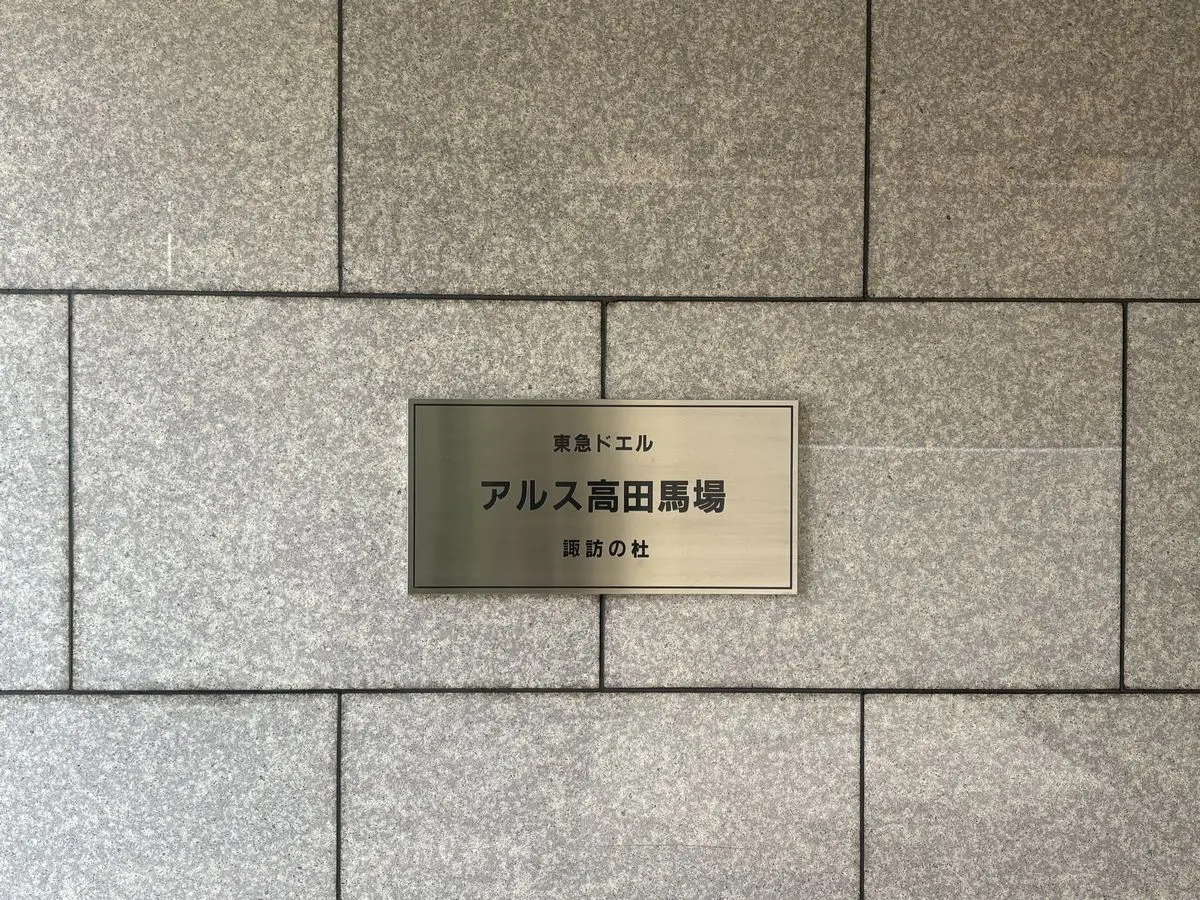 東急ドエル
アルス高田馬場
諏訪の杜